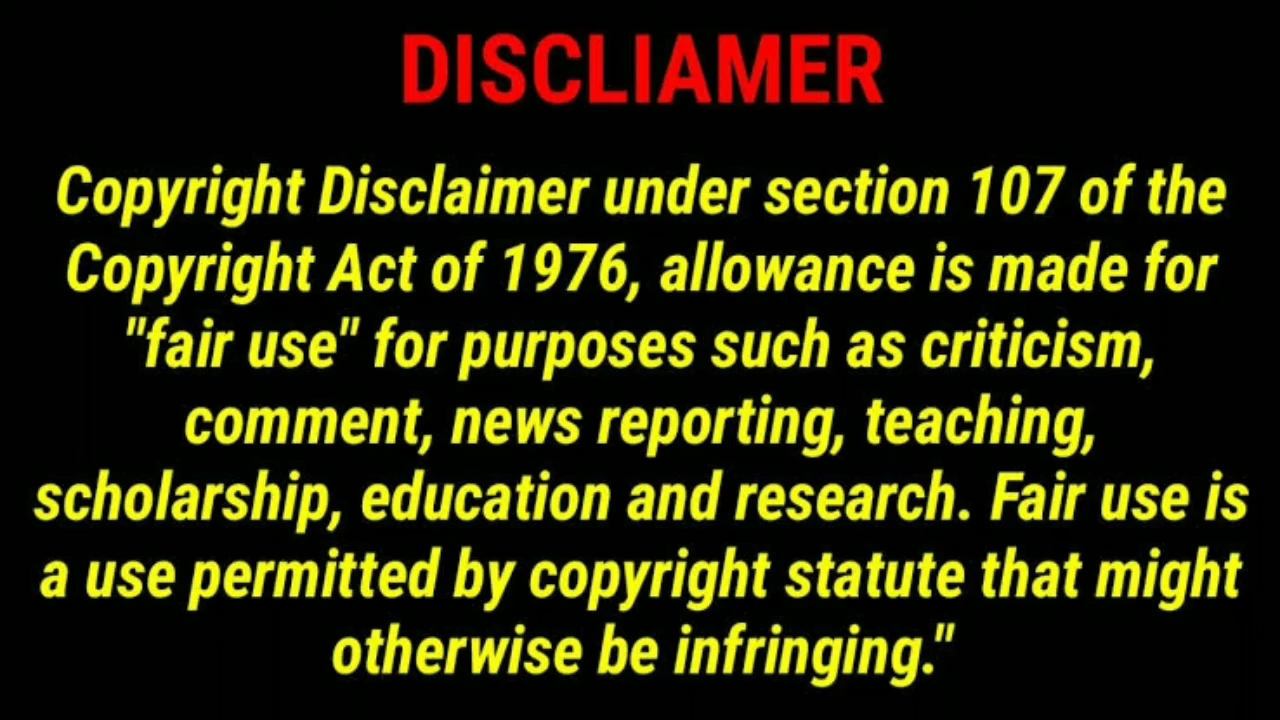 DISCLIAMER
Copyright Disclaimer under section 107 of the
Copyright Act of 1976, allowance is made for
"fair use" for purposes such as criticism,
comment, news reporting, teaching,
scholarship, education and research. Fair use is
a use permitted by copyright statute that might
otherwise be infringing."